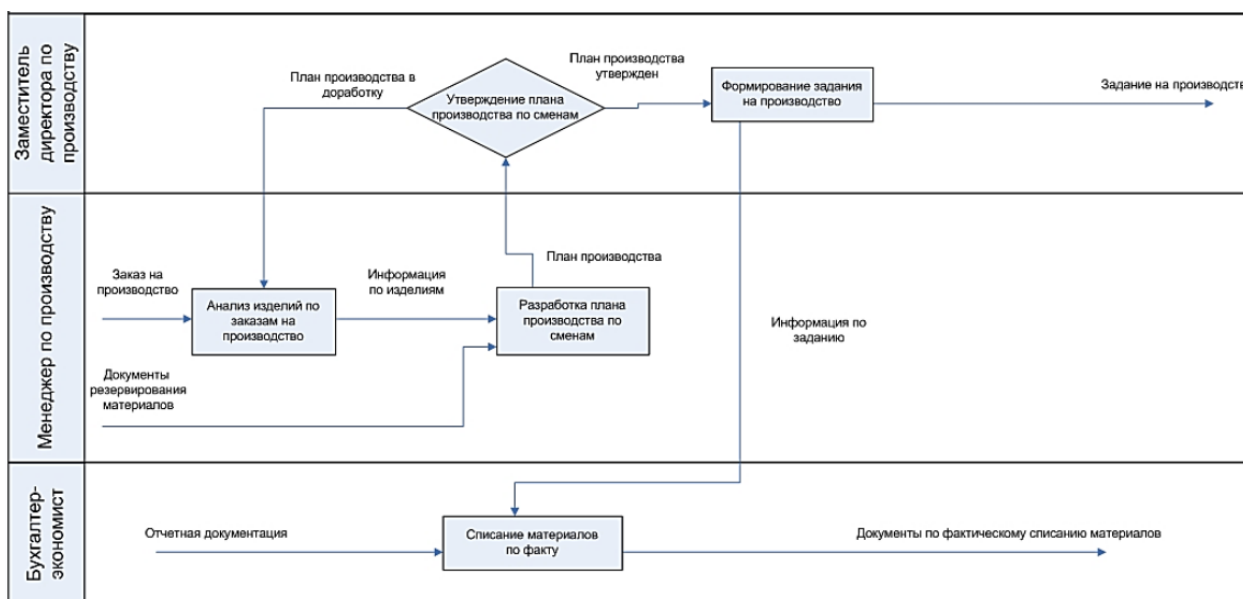 Заместитель
директора по
производству
План производства в
доработку
Утверждение плана
производства по сменам
План производства
утвержден
Формирование задания
на производство
Задание на производств
Менеджер по производству
Заказ на
производство
Анализ изделий по
заказам на
производство
Информация
по изделиям
План производства
Разработка плана
производства по
сменам
Информация по
заданию
Документы
резервирования
материалов
Бухгалтер-
экономист
Отчетная документация
Списание материалов
по факту
Документы по фактическому списанию материалов